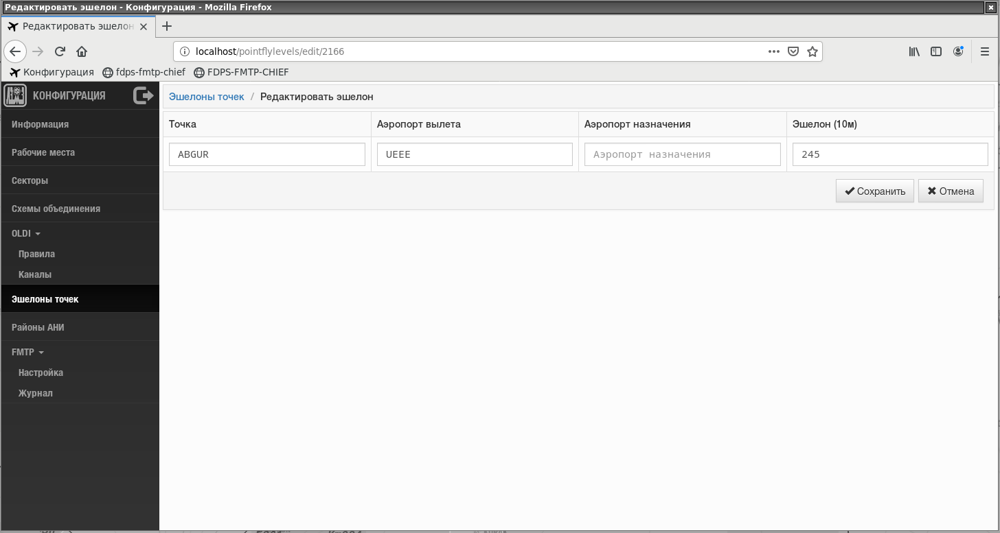 Редактировать эшелон - Конфигурация - Mozilla Firefox
Редактировать эшелон
localhost/pointflylevels/edit/2166
Конфигурация fdps-fmtp-chief FDPS-FMTP-CHIEF
КОНФИГУРАЦИЯ
Информация
Рабочие места
Секторы
Схемы объединения
OLDI
Правила
Каналы
Эшелоны точек
Районы АНИ
FMTP
Настройка
Журнал
Эшелоны точек / Редактировать эшелон
Точка Аэропорт вылета Аэропорт назначения Эшелон (10м)
ABGUR UEEE Аэропорт назначения 245
Сохранить Отмена